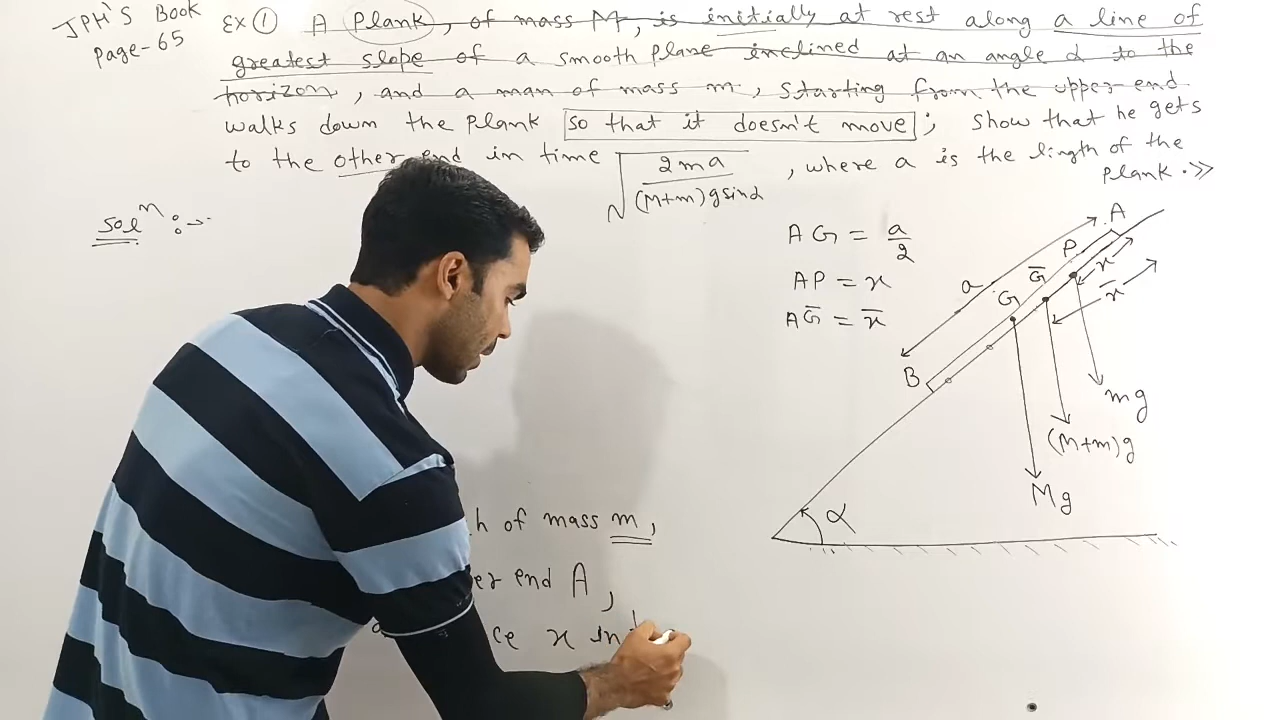 JPH'S Book
Page-65
Ex ① A Plank, of mass M, is initially at rest along a line of
greatest slope of a smooth plane inclined at an angle α to the
horizon, and a man of mass m, starting from the upper end
walks down the plank so that it doesn't move; show that he gets
to the other end in time √(2ma/((M+m)g sinα)), where a is the length of the
plank.>>
Solⁿ :→
AG = a/2
AP = x
AḠ = x̄
A
P
x
x̄
Ḡ
G
a
B
mg
(M+m)g
Mg
α
of mass m,
end A,
x in